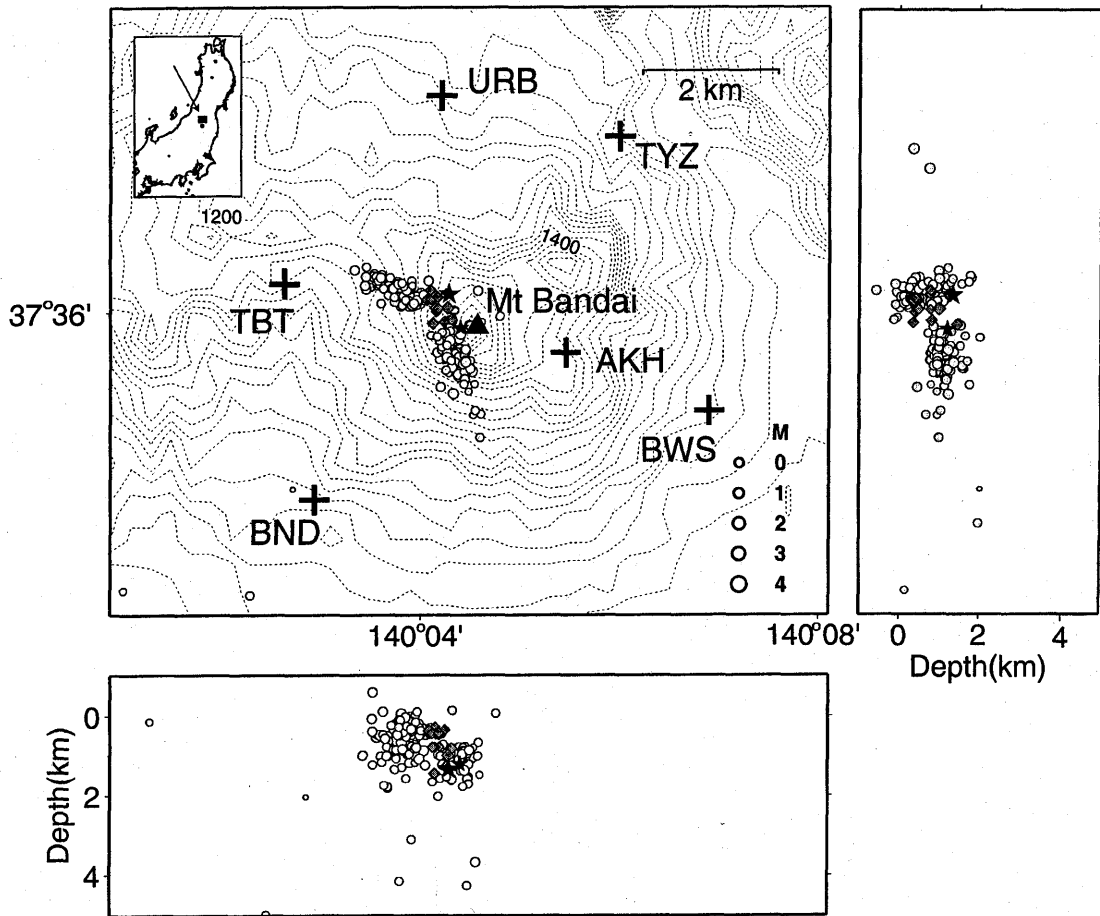 URB
2 km
TYZ
1200
1400
37°36'
TBT
Mt Bandai
AKH
BWS
M
0
1
2
3
4
BND
140°04'
140°08'
0
2
4
Depth(km)
0
2
4
Depth(km)